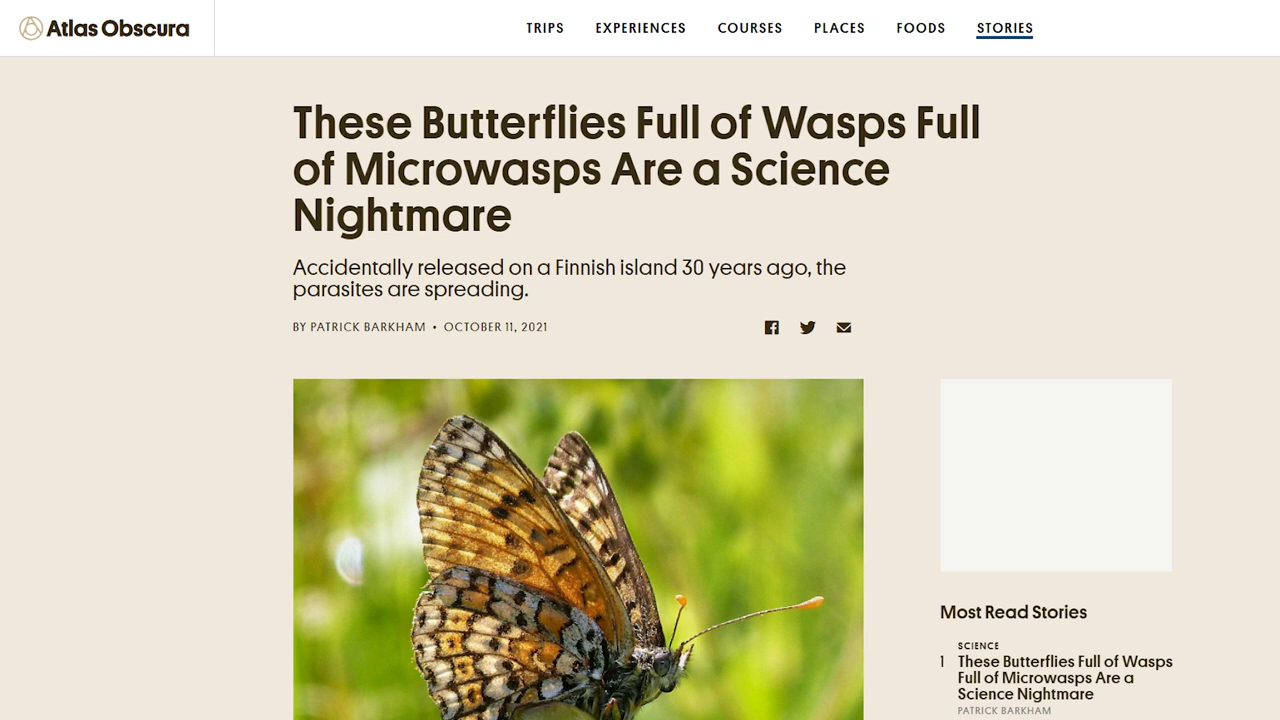 Atlas Obscura
TRIPS EXPERIENCES COURSES PLACES FOODS STORIES
These Butterflies Full of Wasps Full
of Microwasps Are a Science
Nightmare
Accidentally released on a Finnish island 30 years ago, the
parasites are spreading.
BY PATRICK BARKHAM • OCTOBER 11, 2021
Most Read Stories
SCIENCE
1 These Butterflies Full of Wasps
Full of Microwasps Are a
Science Nightmare
PATRICK BARKHAM